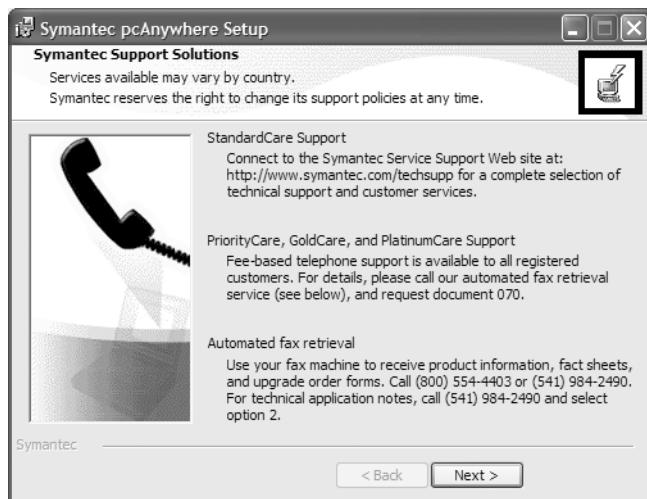 Symantec pcAnywhere Setup
Symantec Support Solutions
Services available may vary by country.
Symantec reserves the right to change its support policies at any time.
StandardCare Support
Connect to the Symantec Service Support Web site at:
http://www.symantec.com/techsupp for a complete selection of
technical support and customer services.
PriorityCare, GoldCare, and PlatinumCare Support
Fee-based telephone support is available to all registered
customers. For details, please call our automated fax retrieval
service (see below), and request document 070.
Automated fax retrieval
Use your fax machine to receive product information, fact sheets,
and upgrade order forms. Call (800) 554-4403 or (541) 984-2490.
For technical application notes, call (541) 984-2490 and select
option 2.
Symantec
< Back Next >